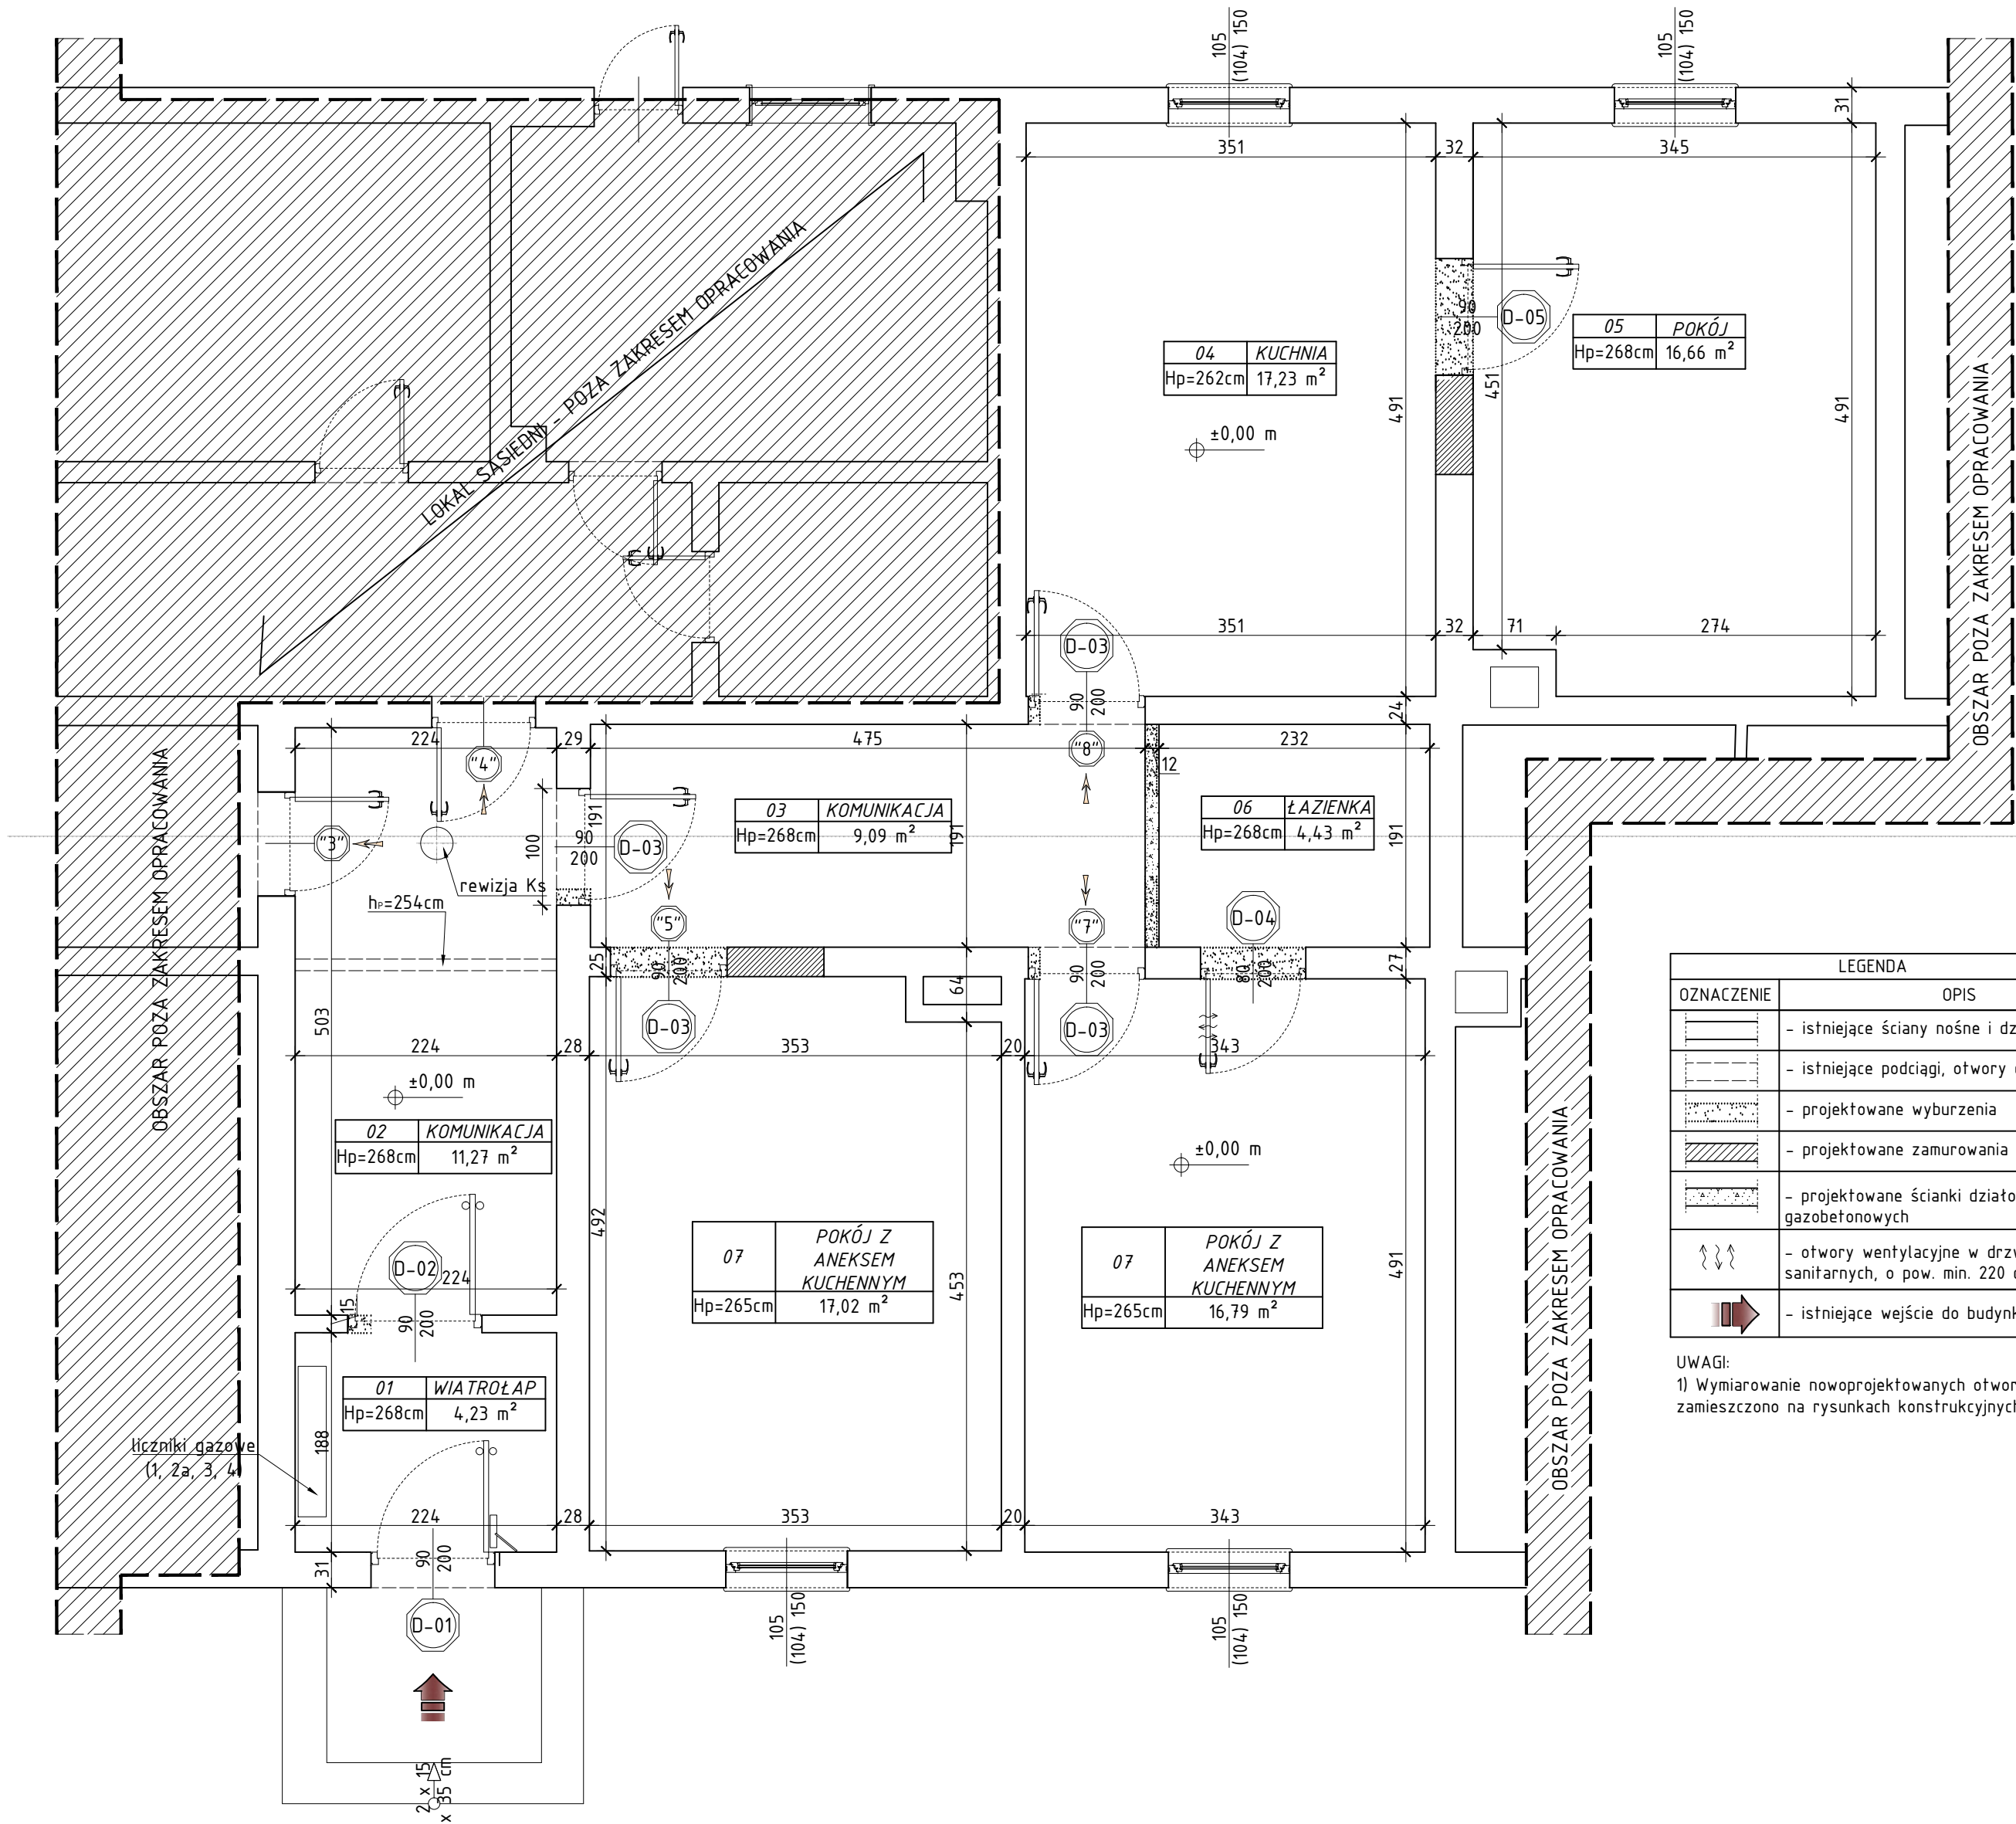 105
(104) 150
105
(104) 150
31
351
32
345
LOKAL SĄSIEDNI - POZA ZAKRESEM OPRACOWANIA
90
200
D-05
05 POKÓJ
Hp=268cm 16,66 m²
04 KUCHNIA
Hp=262cm 17,23 m²
491
451
491
±0,00 m
OBSZAR POZA ZAKRESEM OPRACOWANIA
351
32
71
274
D-03
90
200
24
224
29
475
232
"4"
"8"
12
191
100
90
200
D-03
03 KOMUNIKACJA
Hp=268cm 9,09 m²
191
06 ŁAZIENKA
Hp=268cm 4,43 m²
191
"3"
rewizja Ks
hP=254cm
"5"
"7"
D-04
OBSZAR POZA ZAKRESEM OPRACOWANIA
25
90
200
64
90
200
80
200
27
503
D-03
D-03
224
28
353
20
343
±0,00 m
02 KOMUNIKACJA
Hp=268cm 11,27 m²
±0,00 m
OBSZAR POZA ZAKRESEM OPRACOWANIA
492
07 POKÓJ Z
ANEKSEM
KUCHENNYM
Hp=265cm 17,02 m²
453
07 POKÓJ Z
ANEKSEM
KUCHENNYM
Hp=265cm 16,79 m²
491
D-02
224
15
90
200
01 WIATROŁAP
Hp=268cm 4,23 m²
liczniki gazowe
(1, 2a, 3, 4)
188
224
28
353
20
343
31
90
200
D-01
105
(104) 150
105
(104) 150
2 x 15
x 35 cm
LEGENDA
OZNACZENIE OPIS
- istniejące ściany nośne i dz
- istniejące podciągi, otwory
- projektowane wyburzenia
- projektowane zamurowania
- projektowane ścianki działo
gazobetonowych
- otwory wentylacyjne w drzw
sanitarnych, o pow. min. 220
- istniejące wejście do budynk
UWAGI:
1) Wymiarowanie nowoprojektowanych otwor
zamieszczono na rysunkach konstrukcyjnych